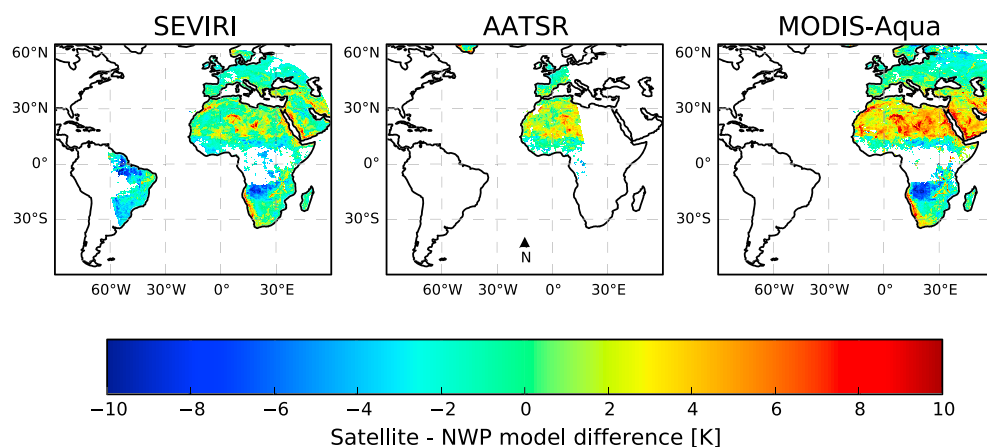 SEVIRI AATSR MODIS-Aqua
60°N 60°N 60°N
30°N 30°N 30°N
0° 0° 0°
30°S 30°S 30°S
N
60°W 30°W 0° 30°E 60°W 30°W 0° 30°E 60°W 30°W 0° 30°E
−10 −8 −6 −4 −2 0 2 4 6 8 10
Satellite - NWP model difference [K]